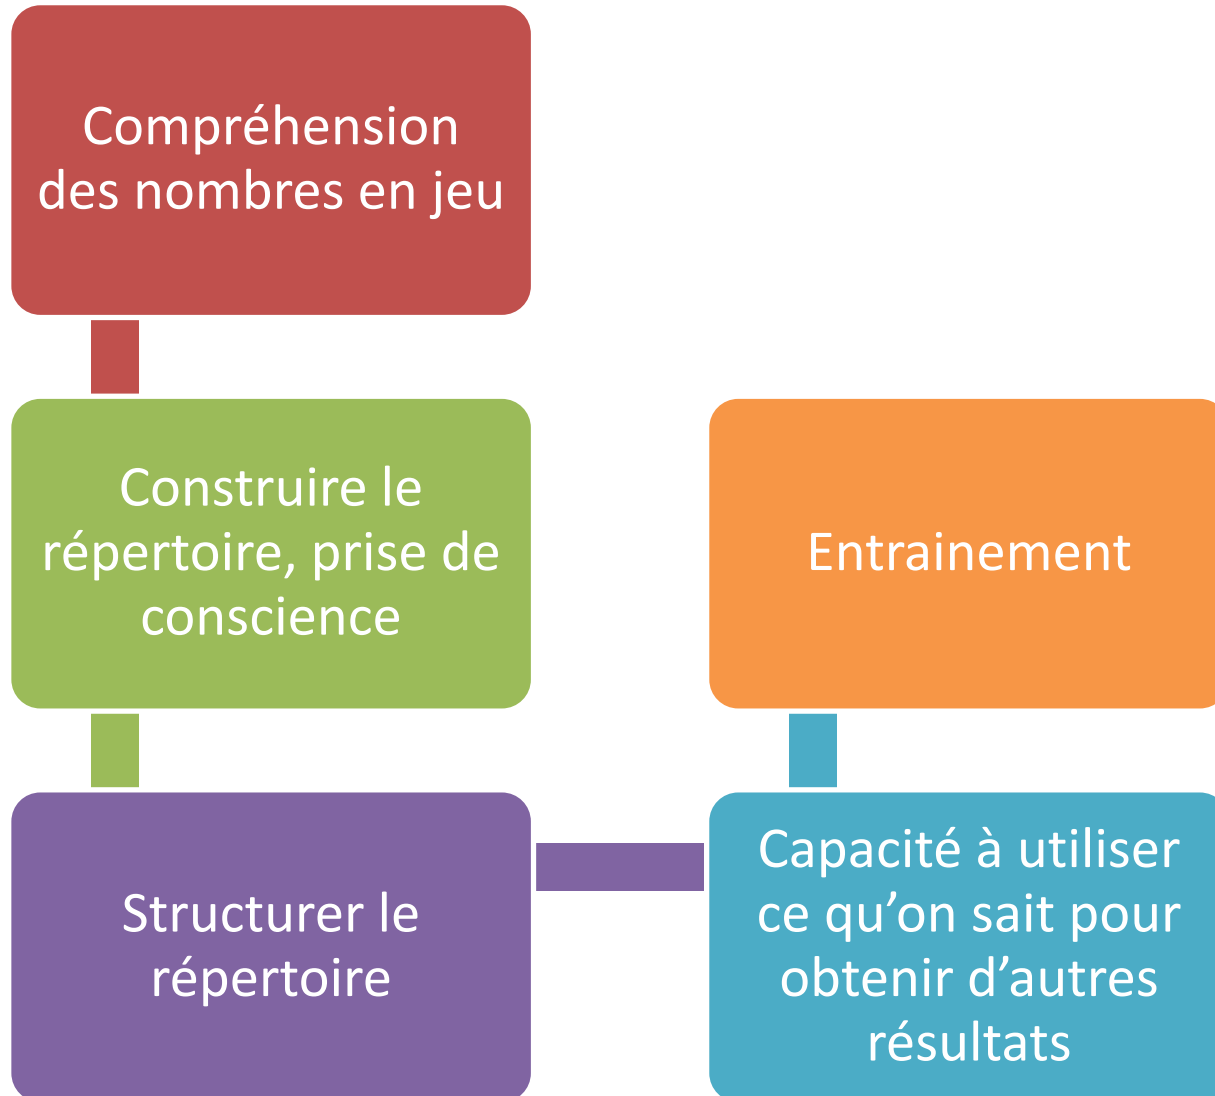 Compréhension
des nombres en jeu
Construire le
répertoire, prise de
conscience
Structurer le
répertoire
Capacité à utiliser
ce qu’on sait pour
obtenir d’autres
résultats
Entrainement